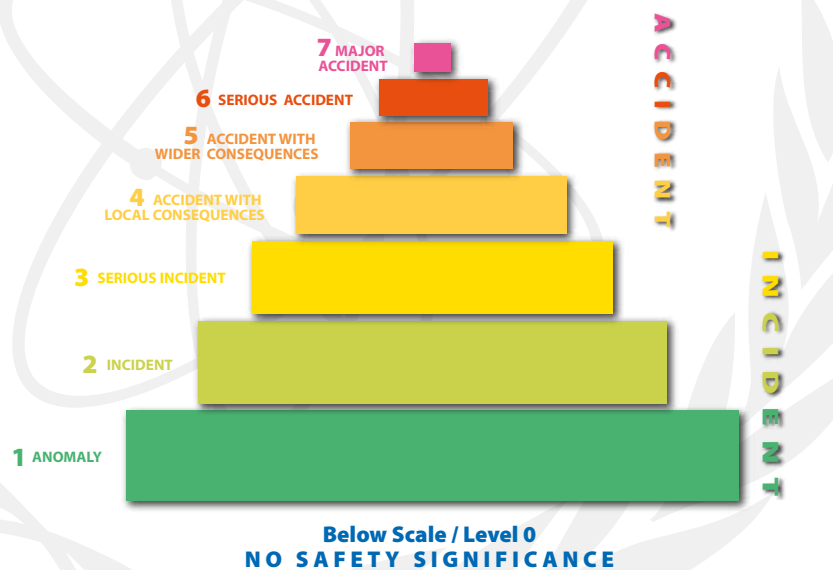 7 MAJOR
ACCIDENT
6 SERIOUS ACCIDENT
5 ACCIDENT WITH
WIDER CONSEQUENCES
4 ACCIDENT WITH
LOCAL CONSEQUENCES
3 SERIOUS INCIDENT
2 INCIDENT
1 ANOMALY
ACCIDENT
INCIDENT
Below Scale / Level 0
NO SAFETY SIGNIFICANCE